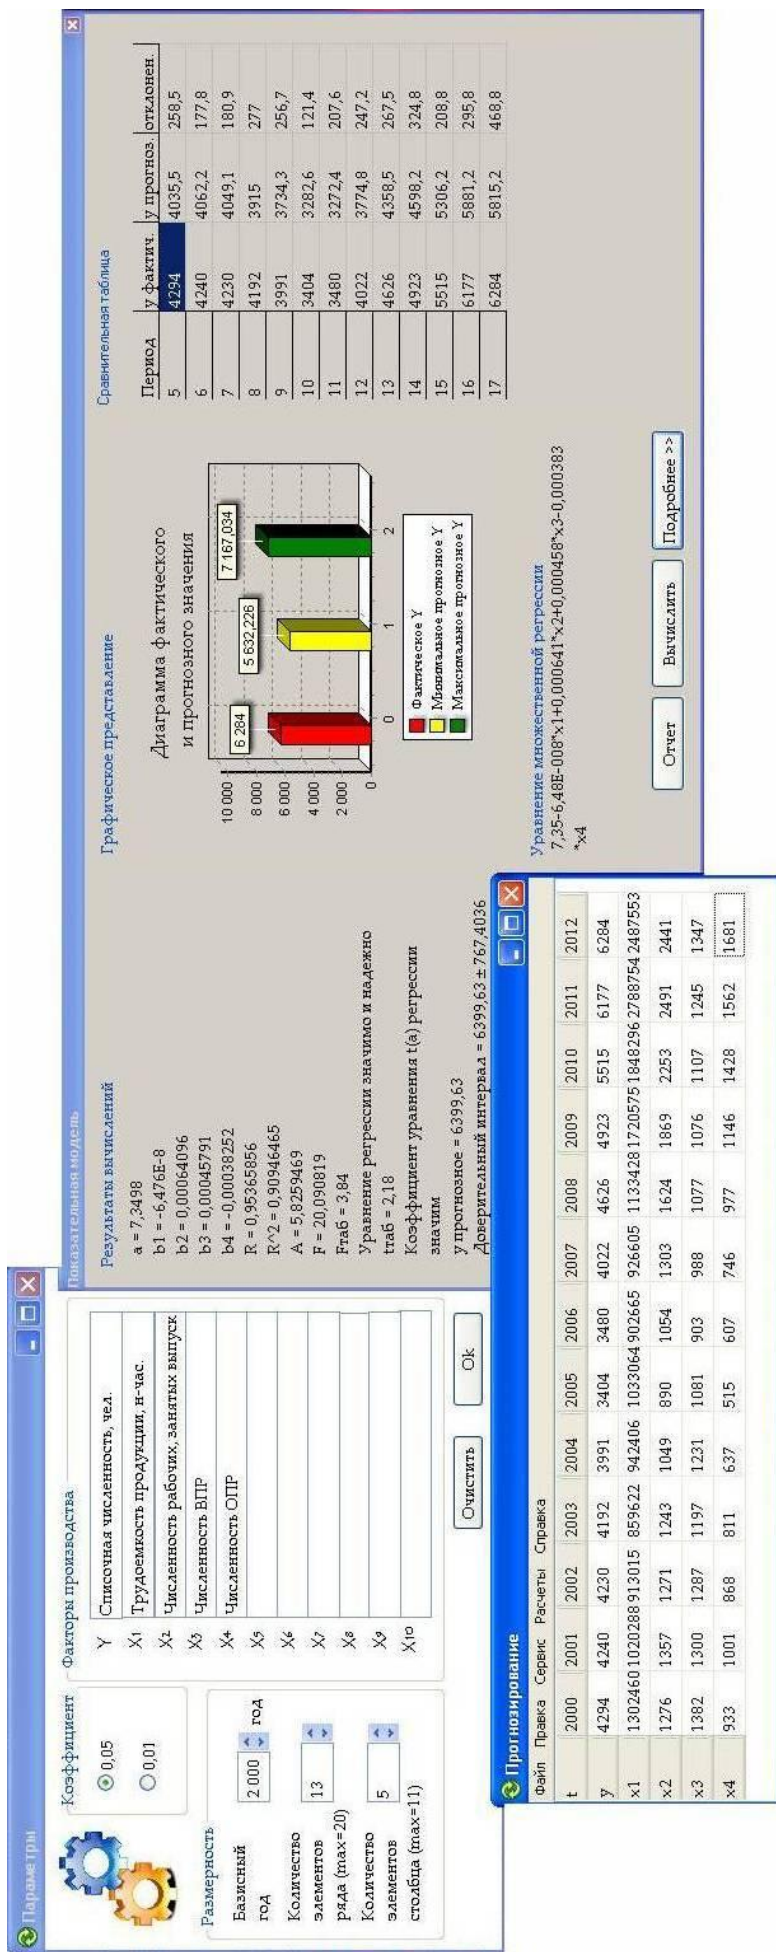 Параметры
Коэффициент
0,05
0,01
Размерность
Базисный
год
2 000 год
Количество
элементов
ряда (max=20)
13
Количество
элементов
столбца (max=11)
5
Факторы производства
Y Списочная численность, чел.
X1 Трудоемкость продукции, н-час.
X2 Численность рабочих, занятых выпуск
X3 Численность ВПР
X4 Численность ОПР
X5
X6
X7
X8
X9
X10
Очистить Ok
Показательная модель
Результаты вычислений
a = 7,3498
b1 = -6,476E-8
b2 = 0,00064096
b3 = 0,00045791
b4 = -0,00038252
R = 0,95365856
R^2 = 0,90946465
A = 5,8259469
F = 20,090819
Fтаб = 3,84
Уравнение регрессии значимо и надежно
tтаб = 2,18
Коэффициент уравнения t(a) регрессии
значим
у прогнозное = 6399,63
Доверительный интервал = 6399,63 ± 767,4036
Графическое представление
Диаграмма фактического
и прогнозного значения
10 000
8 000
6 000
4 000
2 000
0
6 284
5 632,226
7 167,034
0 1 2
Фактическое Y
Минимальное прогнозное Y
Максимальное прогнозное Y
Уравнение множественной регрессии
7,35-6,48E-008*x1+0,000641*x2+0,000458*x3-0,000383
*x4
Отчет Вычислить Подробнее >>
Сравнительная таблица
Период у фактич. у прогноз. отклонен.
5 4294 4035,5 258,5
6 4240 4062,2 177,8
7 4230 4049,1 180,9
8 4192 3915 277
9 3991 3734,3 256,7
10 3404 3282,6 121,4
11 3480 3272,4 207,6
12 4022 3774,8 247,2
13 4626 4358,5 267,5
14 4923 4598,2 324,8
15 5515 5306,2 208,8
16 6177 5881,2 295,8
17 6284 5815,2 468,8
Прогнозирование
Файл Правка Сервис Расчеты Справка
t 2000 2001 2002 2003 2004 2005 2006 2007 2008 2009 2010 2011 2012
y 4294 4240 4230 4192 3991 3404 3480 4022 4626 4923 5515 6177 6284
x1 1302460 1020288 913015 859622 942406 1033064 902665 926605 1133428 1720575 1848296 2788754 2487553
x2 1276 1357 1271 1243 1049 890 1054 1303 1624 1869 2253 2491 2441
x3 1382 1300 1287 1197 1231 1081 903 988 1077 1076 1107 1245 1347
x4 933 1001 868 811 637 515 607 746 977 1146 1428 1562 1681